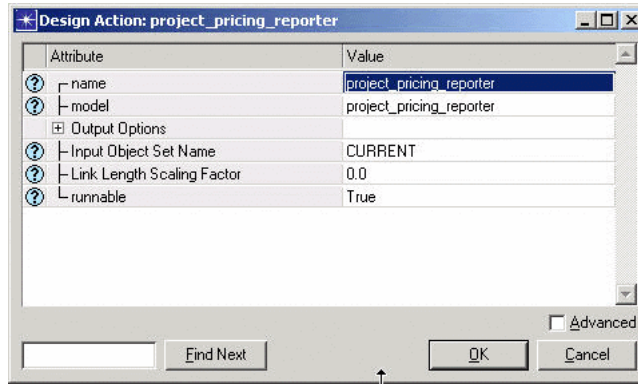 Design Action: project_pricing_reporter
Attribute Value
name project_pricing_reporter
model project_pricing_reporter
Output Options
Input Object Set Name CURRENT
Link Length Scaling Factor 0.0
runnable True
Advanced
Find Next OK Cancel